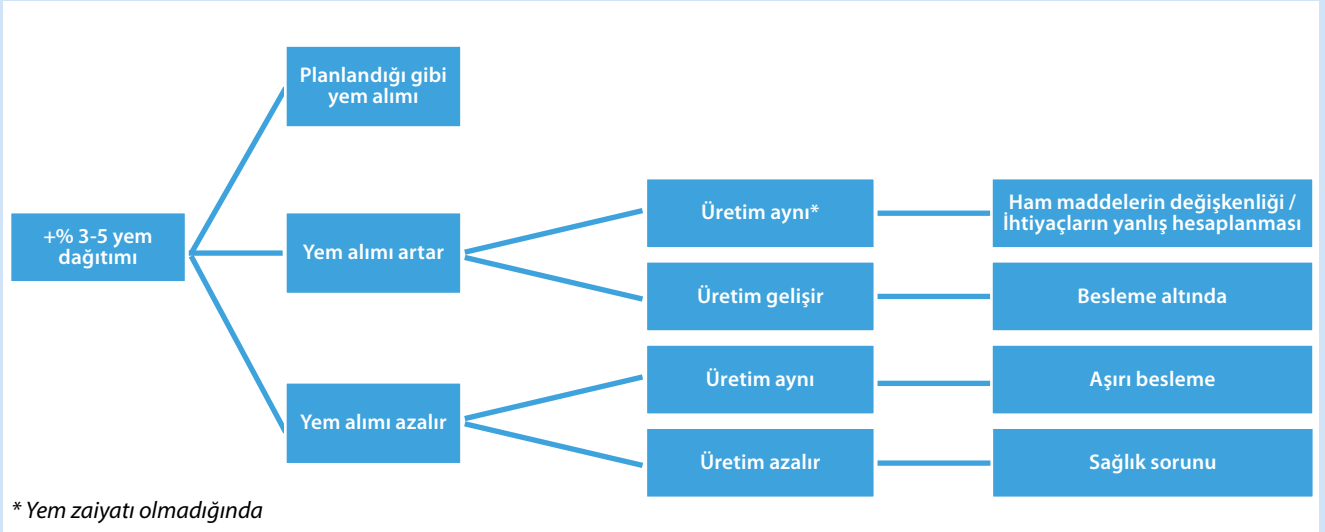 Planlandığı gibi
yem alımı
+% 3-5 yem
dağıtımı
Yem alımı artar
Üretim aynı*
Ham maddelerin değişkenliği /
İhtiyaçların yanlış hesaplanması
Üretim gelişir
Besleme altında
Yem alımı azalır
Üretim aynı
Aşırı besleme
Üretim azalır
Sağlık sorunu
* Yem zaiyatı olmadığında